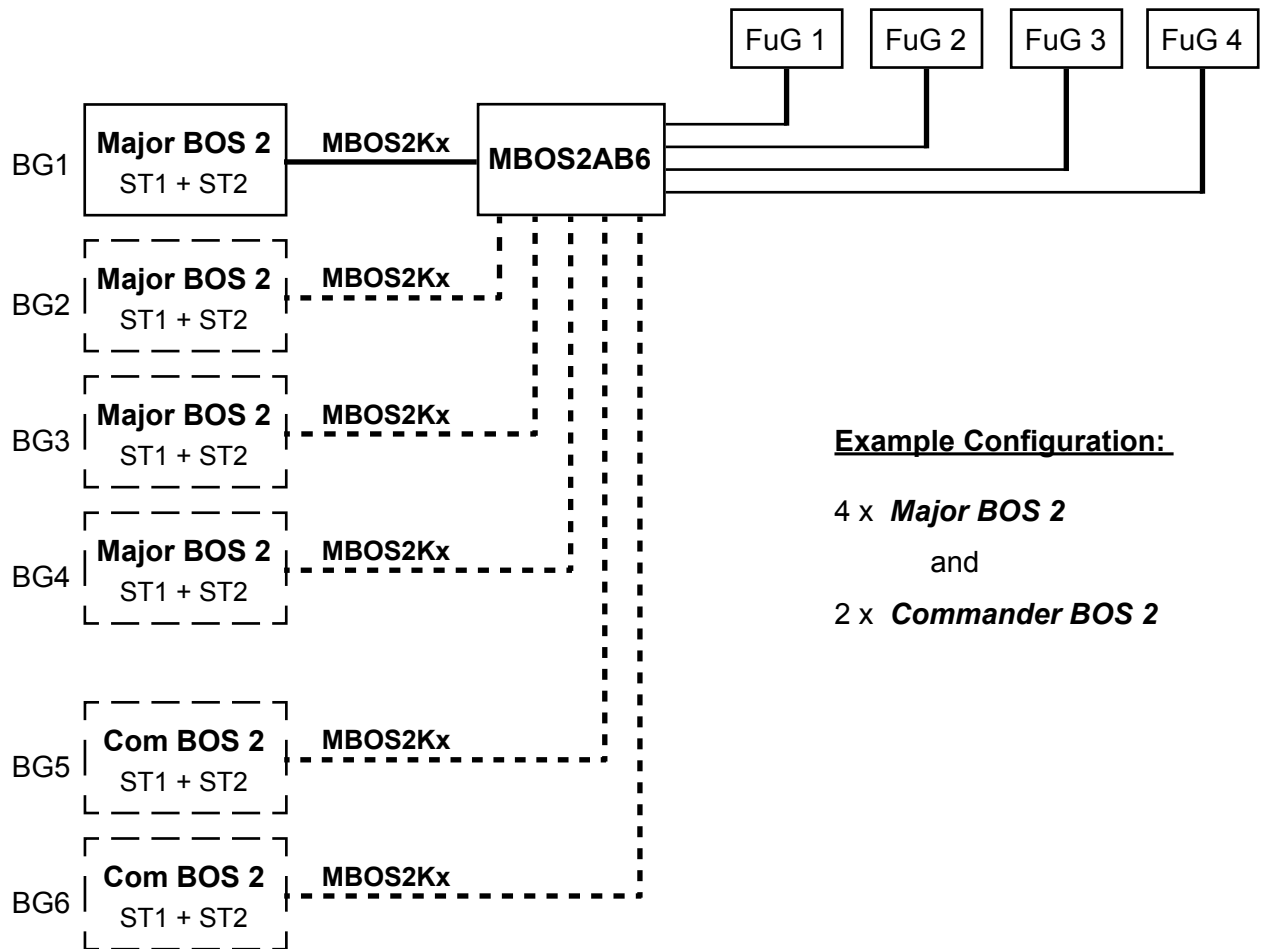 FuG 1
FuG 2
FuG 3
FuG 4
BG1
Major BOS 2
ST1 + ST2
MBOS2Kx
MBOS2AB6
BG2
Major BOS 2
ST1 + ST2
MBOS2Kx
BG3
Major BOS 2
ST1 + ST2
MBOS2Kx
BG4
Major BOS 2
ST1 + ST2
MBOS2Kx
Example Configuration:
4 x Major BOS 2
and
2 x Commander BOS 2
BG5
Com BOS 2
ST1 + ST2
MBOS2Kx
BG6
Com BOS 2
ST1 + ST2
MBOS2Kx